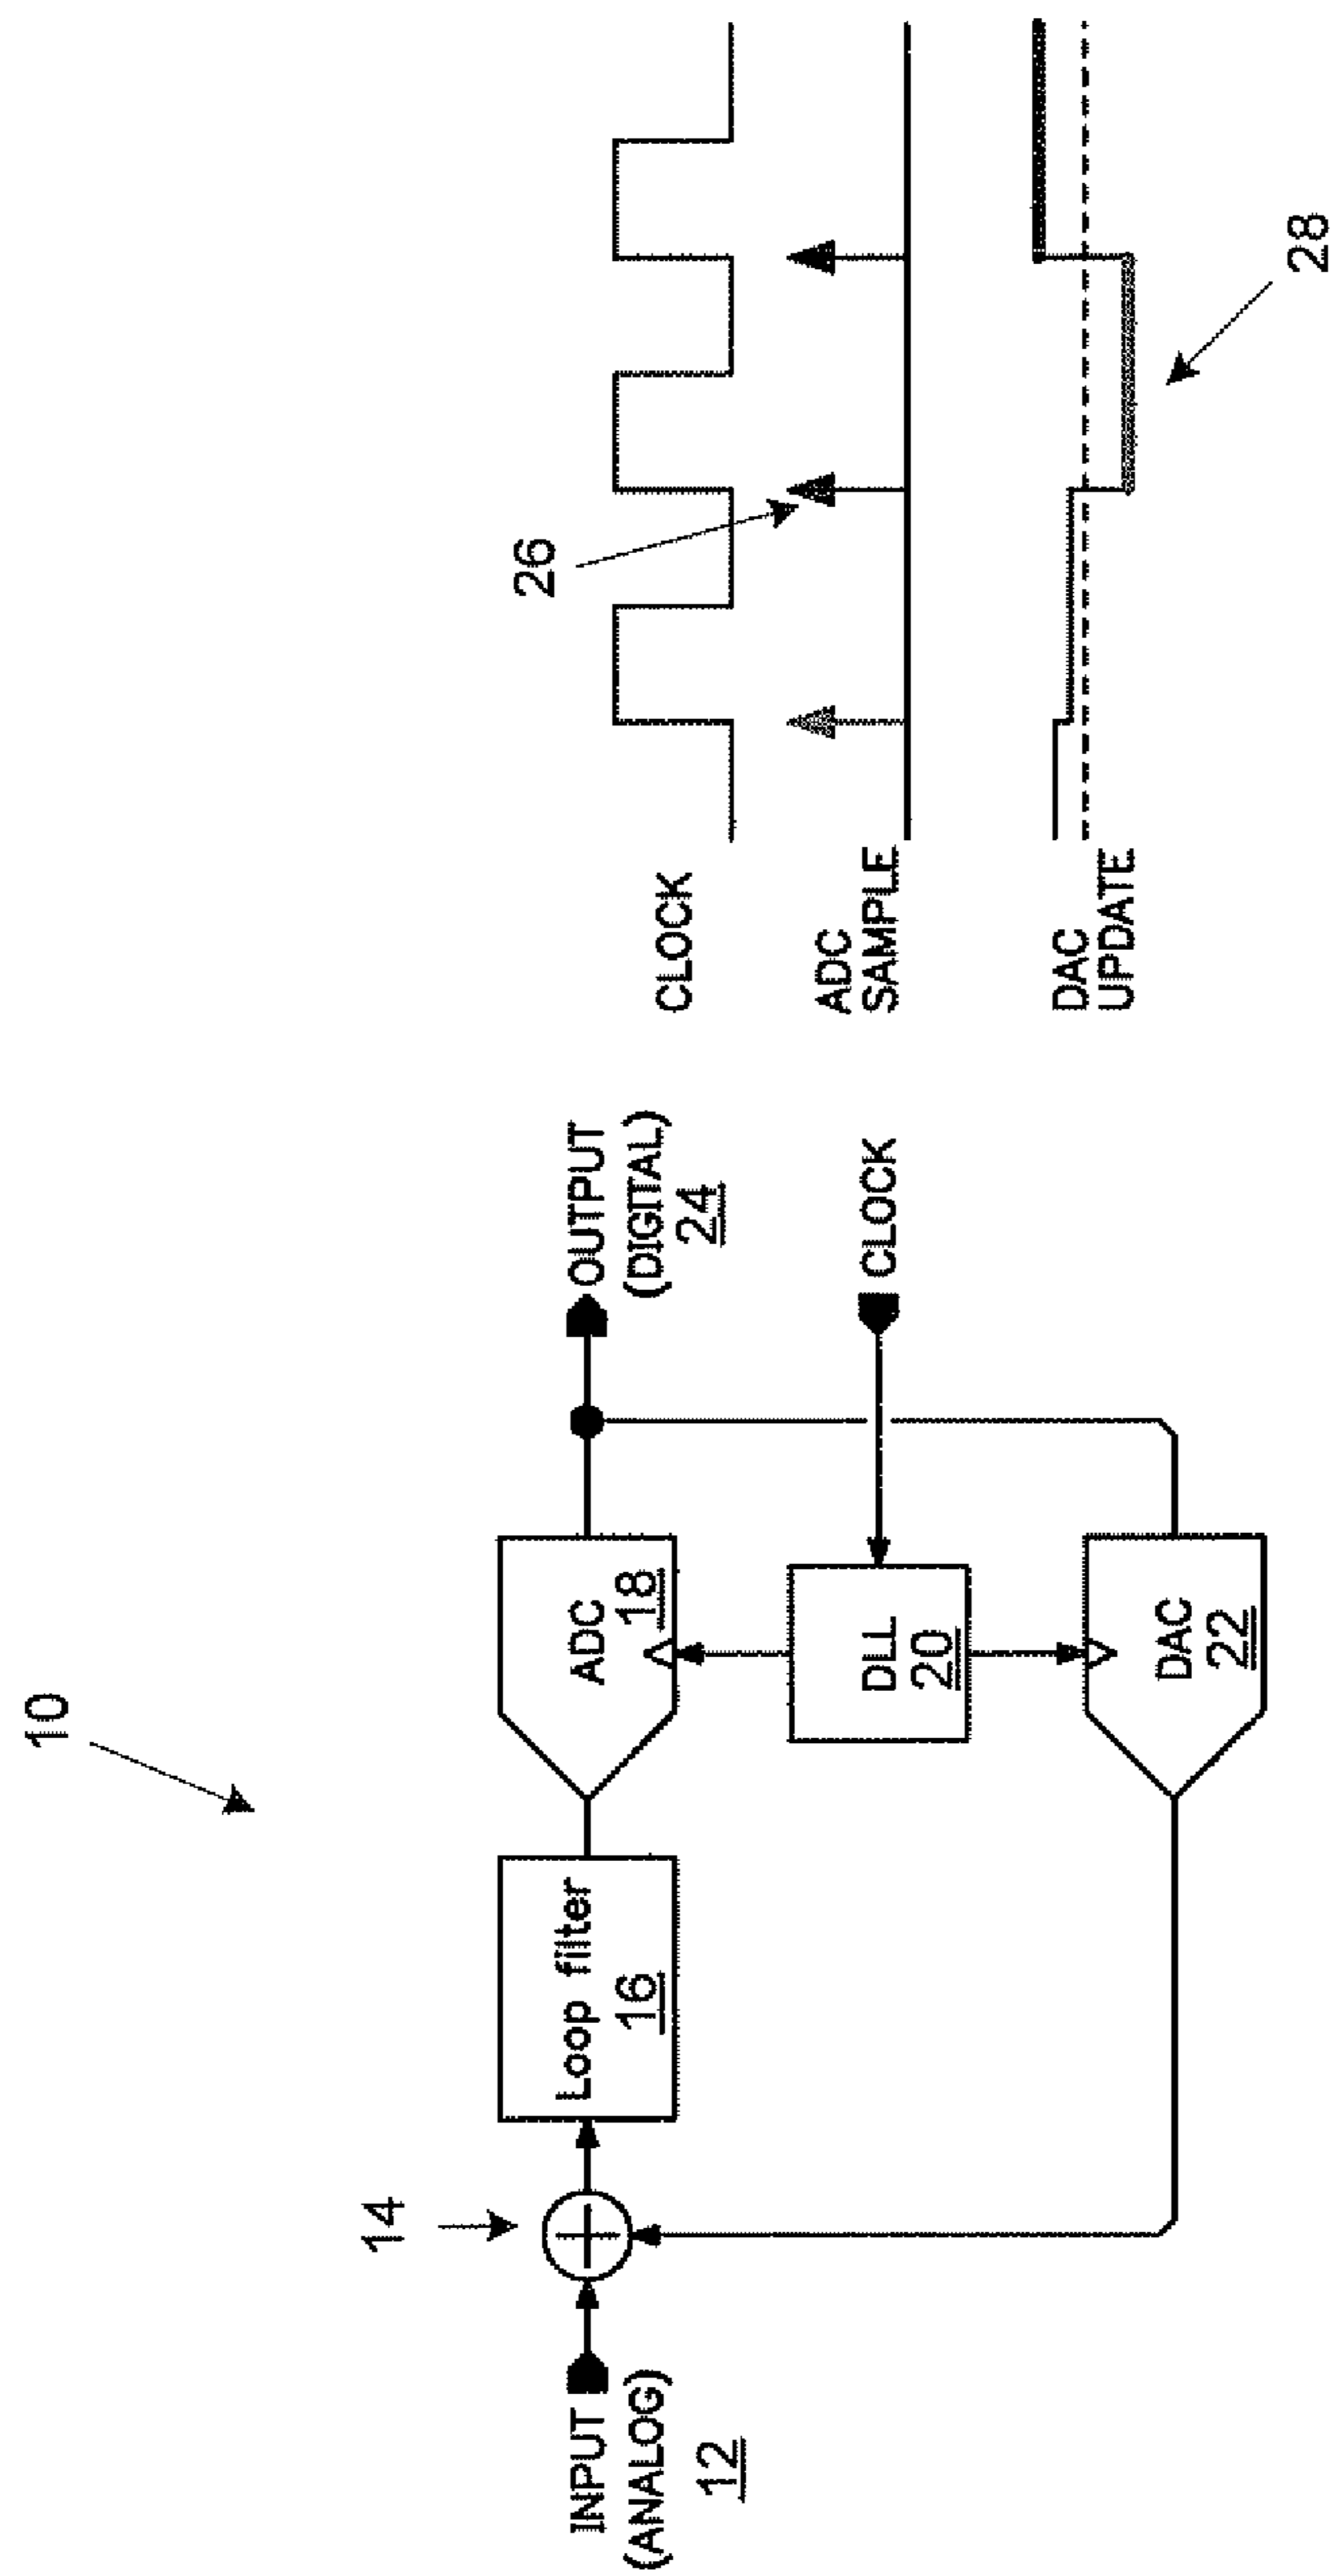 10
14
INPUT
(ANALOG)
12
Loop filter
16
ADC
18
OUTPUT
(DIGITAL)
24
DLL
20
CLOCK
DAC
22
CLOCK
26
ADC
SAMPLE
DAC
UPDATE
28